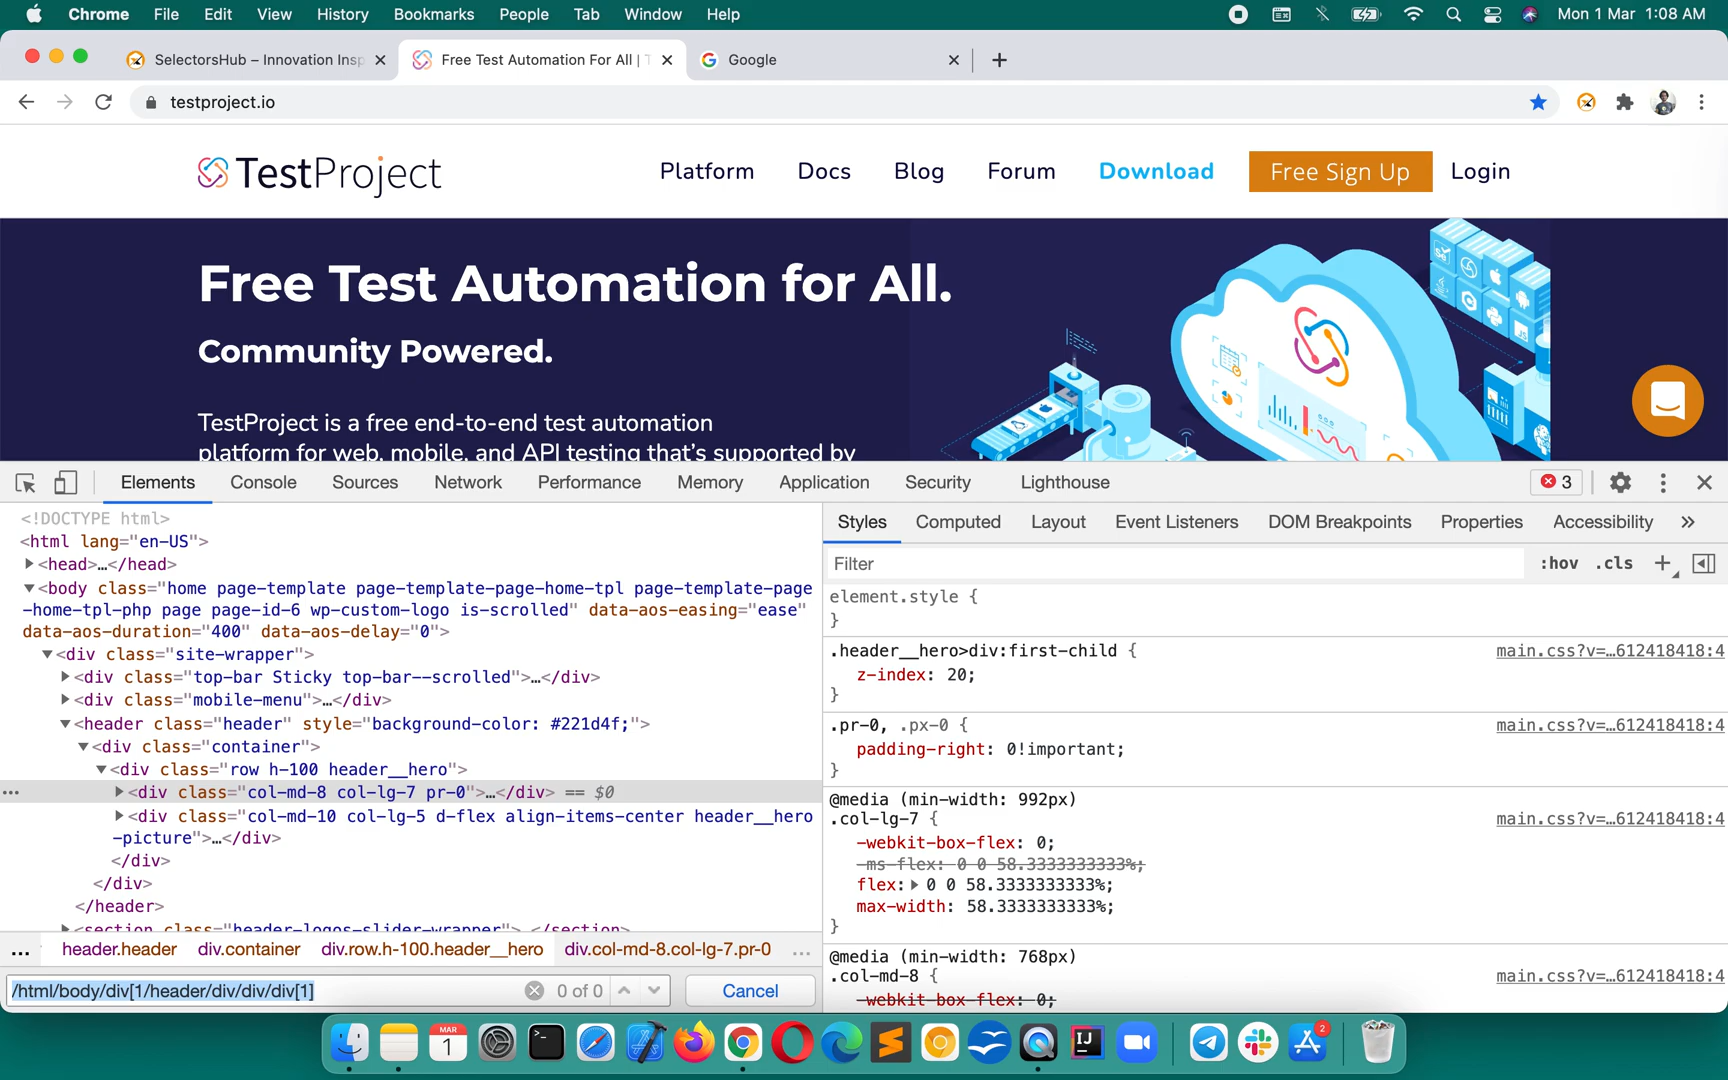 Chrome File Edit View History Bookmarks People Tab Window Help Mon 1 Mar 1:08 AM
SelectorsHub – Innovation Insp Free Test Automation For All | T Google
testproject.io
TestProject Platform Docs Blog Forum Download Free Sign Up Login
Free Test Automation for All.
Community Powered.
TestProject is a free end-to-end test automation
platform for web, mobile, and API testing that's supported by
Elements Console Sources Network Performance Memory Application Security Lighthouse 3
<!DOCTYPE html>
<html lang="en-US">
<head>…</head>
<body class="home page-template page-template-page-home-tpl page-template-page
-home-tpl-php page page-id-6 wp-custom-logo is-scrolled" data-aos-easing="ease"
data-aos-duration="400" data-aos-delay="0">
<div class="site-wrapper">
<div class="top-bar Sticky top-bar--scrolled">…</div>
<div class="mobile-menu">…</div>
<header class="header" style="background-color: #221d4f;">
<div class="container">
<div class="row h-100 header__hero">
… <div class="col-md-8 col-lg-7 pr-0">…</div> == $0
<div class="col-md-10 col-lg-5 d-flex align-items-center header__hero
-picture">…</div>
</div>
</div>
</header>
<section class="header-logos-slider-wrapper">…</section>
… header.header div.container div.row.h-100.header__hero div.col-md-8.col-lg-7.pr-0 …
/html/body/div[1/header/div/div/div[1] 0 of 0 Cancel
Styles Computed Layout Event Listeners DOM Breakpoints Properties Accessibility »
Filter :hov .cls +
element.style {
}
.header__hero>div:first-child { main.css?v=…612418418:4
z-index: 20;
}
.pr-0, .px-0 { main.css?v=…612418418:4
padding-right: 0!important;
}
@media (min-width: 992px)
.col-lg-7 { main.css?v=…612418418:4
-webkit-box-flex: 0;
-ms-flex: 0 0 58.3333333333%;
flex: 0 0 58.3333333333%;
max-width: 58.3333333333%;
}
@media (min-width: 768px)
.col-md-8 { main.css?v=…612418418:4
-webkit-box-flex: 0;
MAR
1
IJ
2